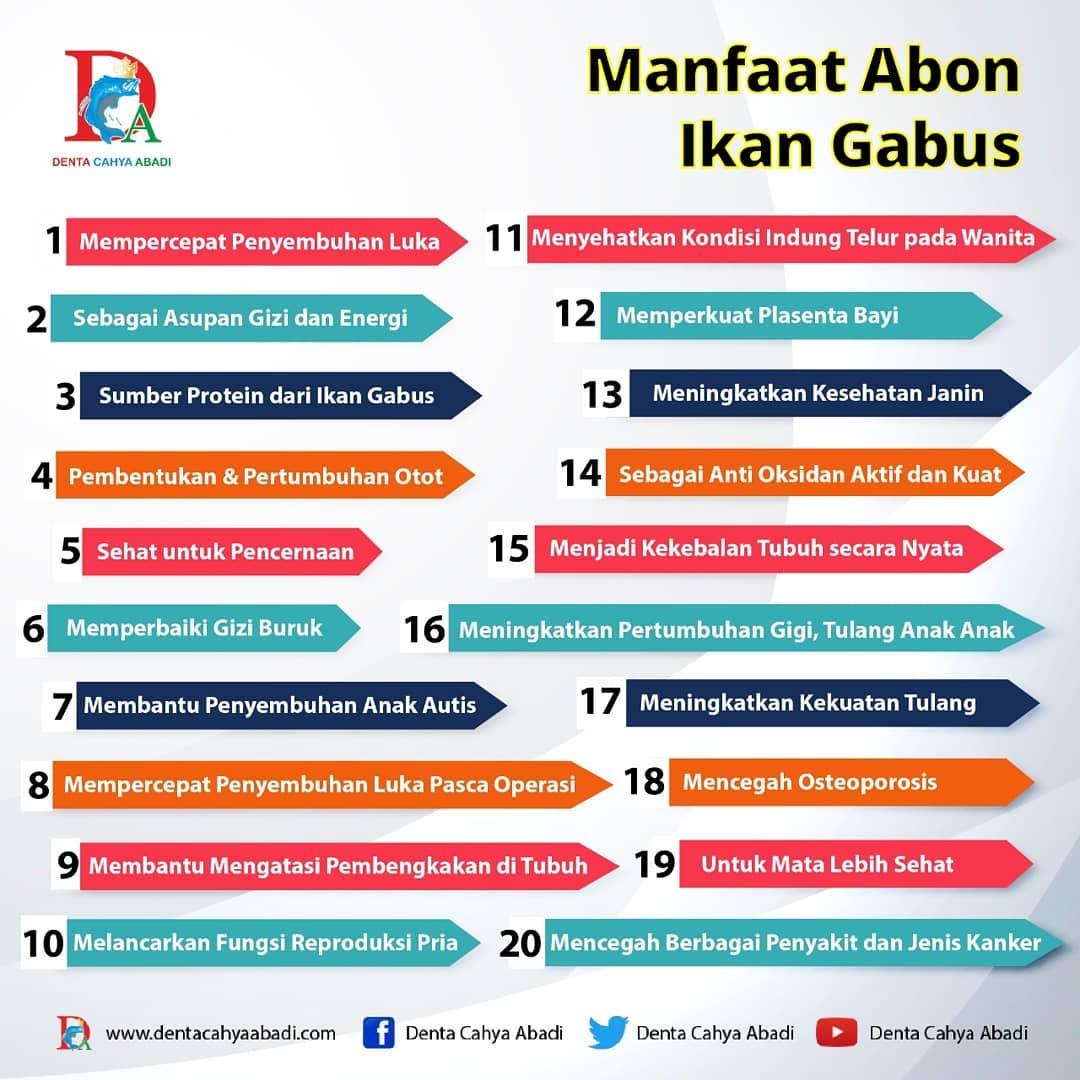 DA
DENTA CAHYA ABADI
Manfaat Abon
Ikan Gabus
1 Mempercepat Penyembuhan Luka
2 Sebagai Asupan Gizi dan Energi
3 Sumber Protein dari Ikan Gabus
4 Pembentukan & Pertumbuhan Otot
5 Sehat untuk Pencernaan
6 Memperbaiki Gizi Buruk
7 Membantu Penyembuhan Anak Autis
8 Mempercepat Penyembuhan Luka Pasca Operasi
9 Membantu Mengatasi Pembengkakan di Tubuh
10 Melancarkan Fungsi Reproduksi Pria
11 Menyehatkan Kondisi Indung Telur pada Wanita
12 Memperkuat Plasenta Bayi
13 Meningkatkan Kesehatan Janin
14 Sebagai Anti Oksidan Aktif dan Kuat
15 Menjadi Kekebalan Tubuh secara Nyata
16 Meningkatkan Pertumbuhan Gigi, Tulang Anak Anak
17 Meningkatkan Kekuatan Tulang
18 Mencegah Osteoporosis
19 Untuk Mata Lebih Sehat
20 Mencegah Berbagai Penyakit dan Jenis Kanker
DA www.dentacahyaabadi.com f Denta Cahya Abadi Denta Cahya Abadi Denta Cahya Abadi